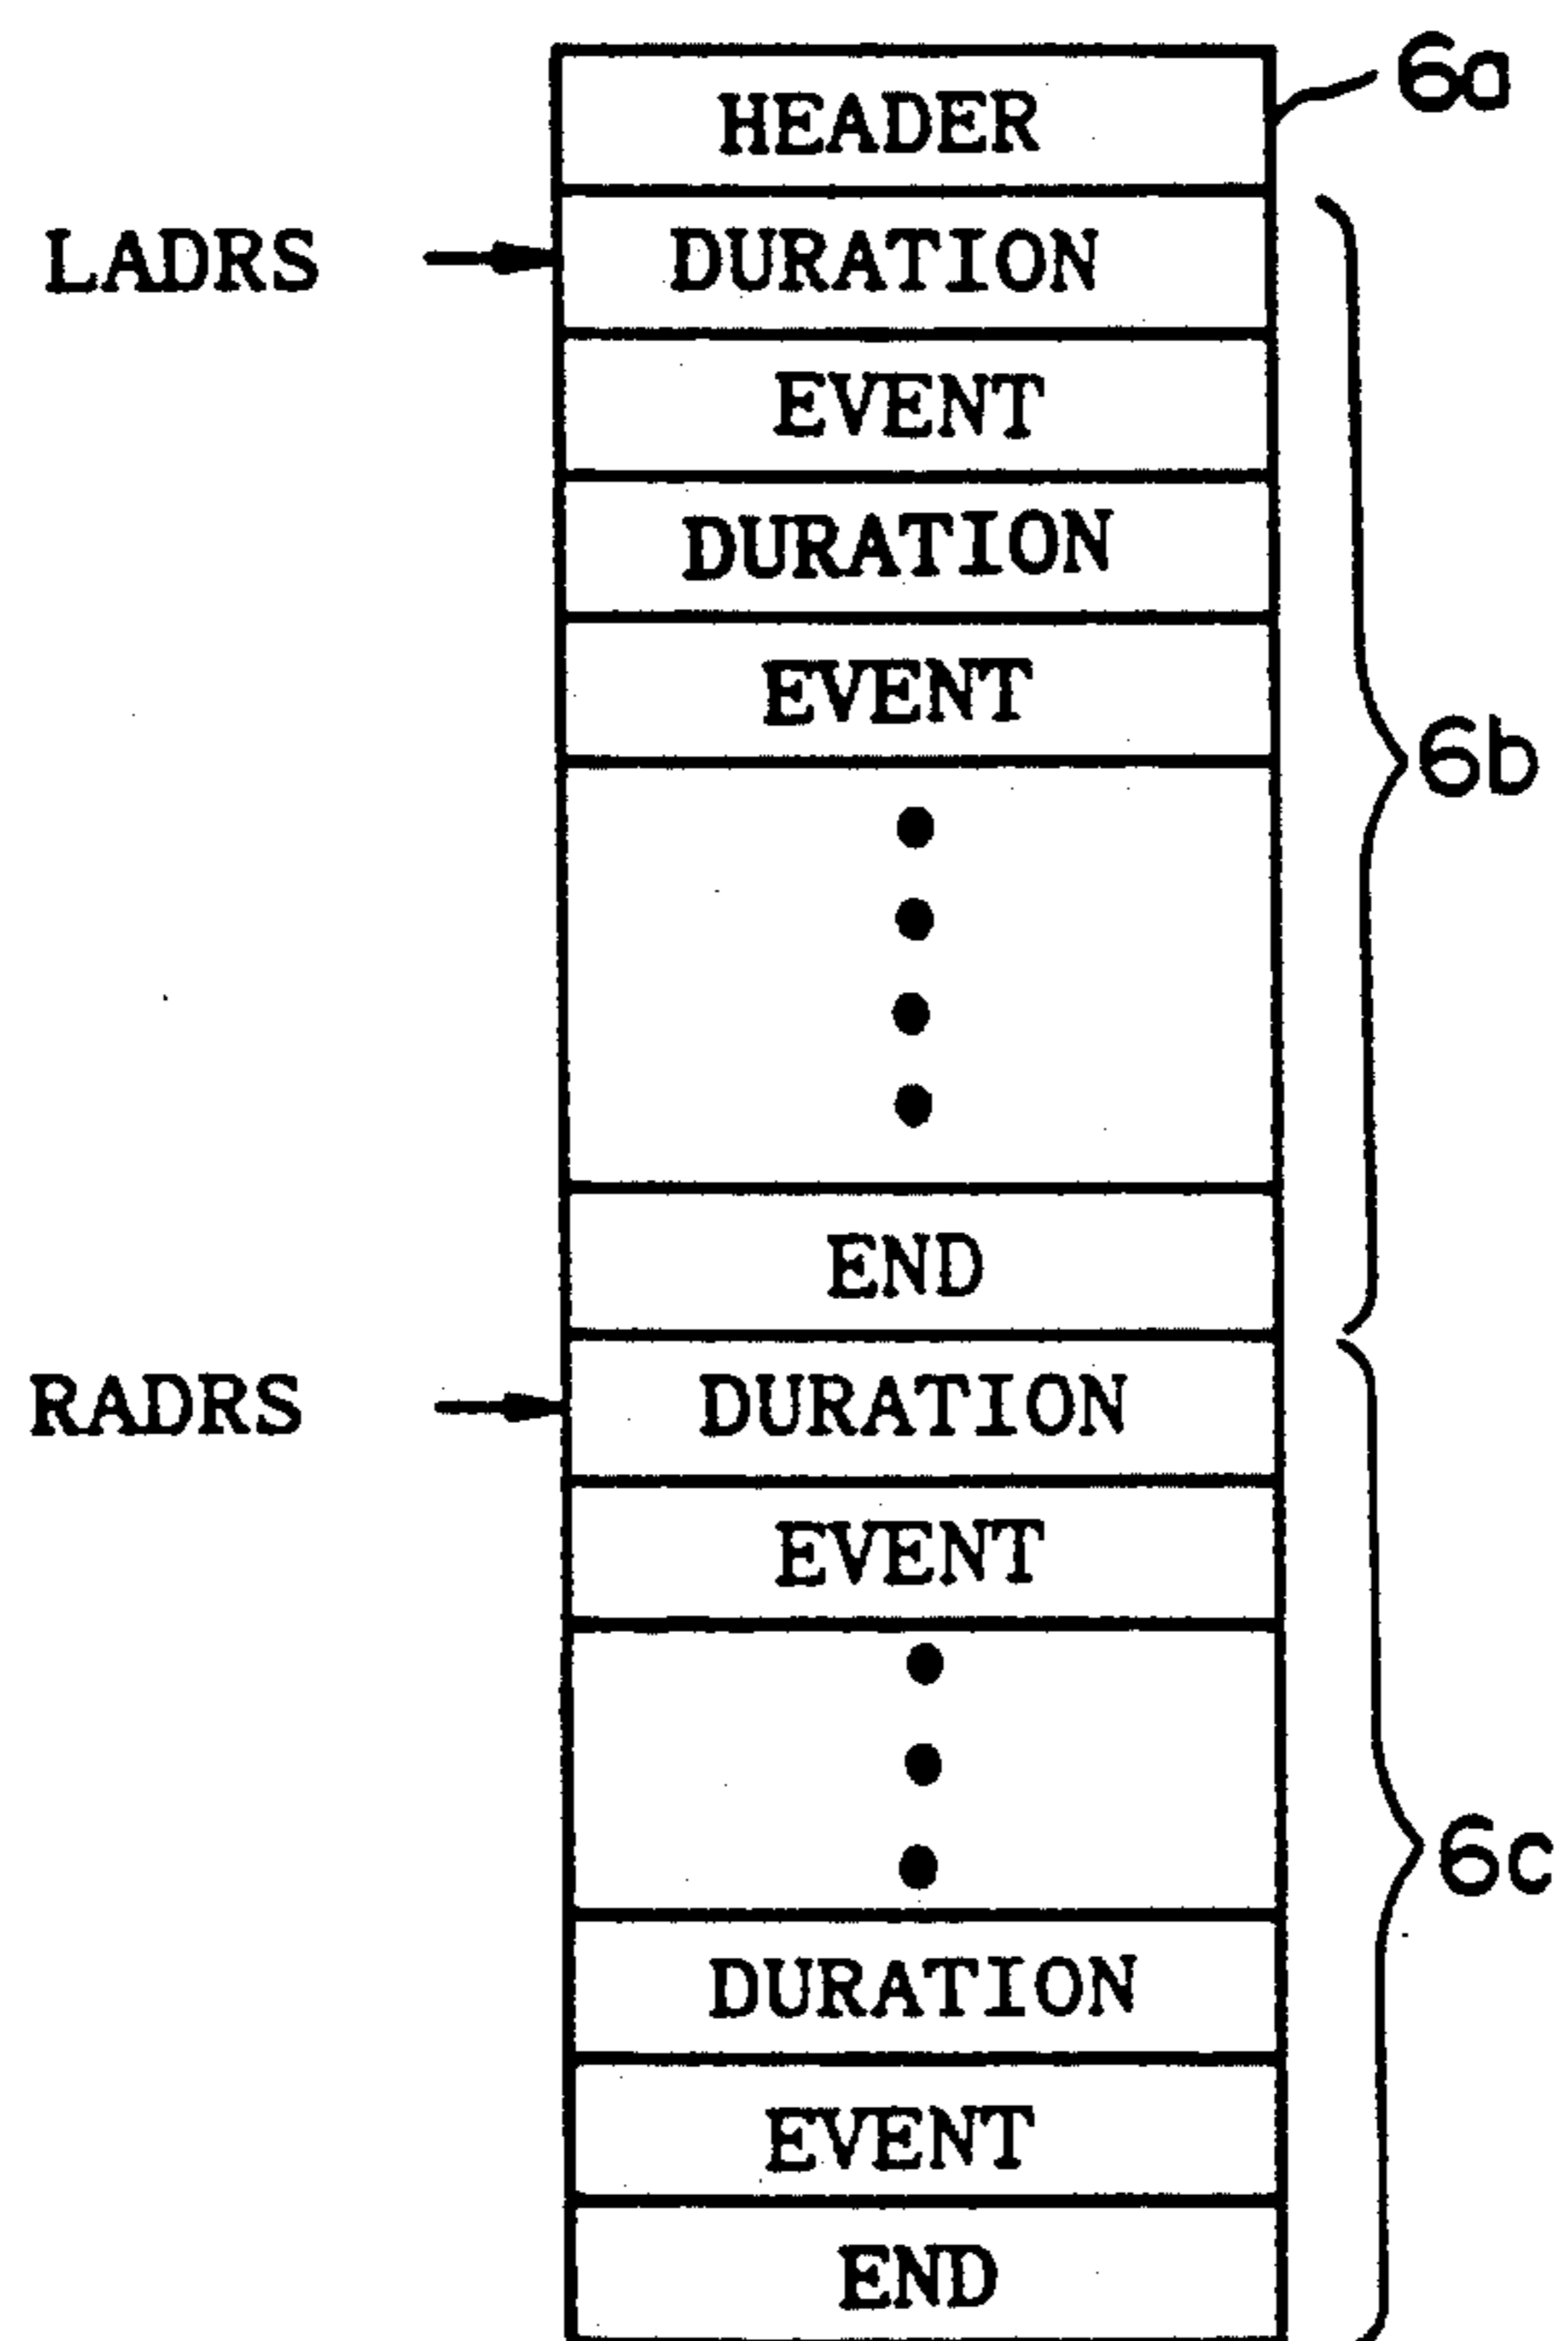 HEADER 6a
LADRS DURATION
EVENT
DURATION
EVENT
6b
END
RADRS DURATION
EVENT
6c
DURATION
EVENT
END